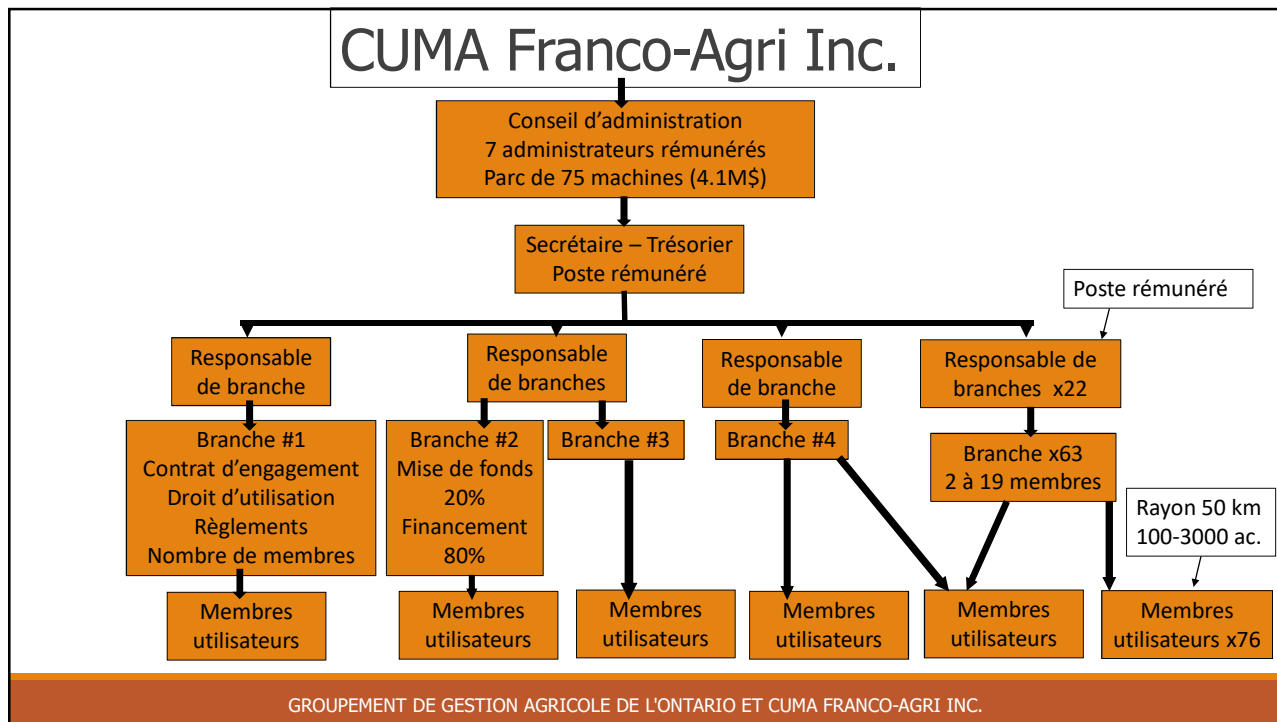 CUMA Franco-Agri Inc.
Conseil d’administration
7 administrateurs rémunérés
Parc de 75 machines (4.1M$)
Secrétaire – Trésorier
Poste rémunéré
Poste rémunéré
Responsable
de branche
Responsable
de branches
Responsable
de branche
Responsable de
branches x22
Branche #1
Contrat d’engagement
Droit d’utilisation
Règlements
Nombre de membres
Branche #2
Mise de fonds
20%
Financement
80%
Branche #3
Branche #4
Branche x63
2 à 19 membres
Rayon 50 km
100-3000 ac.
Membres
utilisateurs
Membres
utilisateurs
Membres
utilisateurs
Membres
utilisateurs
Membres
utilisateurs
Membres
utilisateurs x76
GROUPEMENT DE GESTION AGRICOLE DE L'ONTARIO ET CUMA FRANCO-AGRI INC.